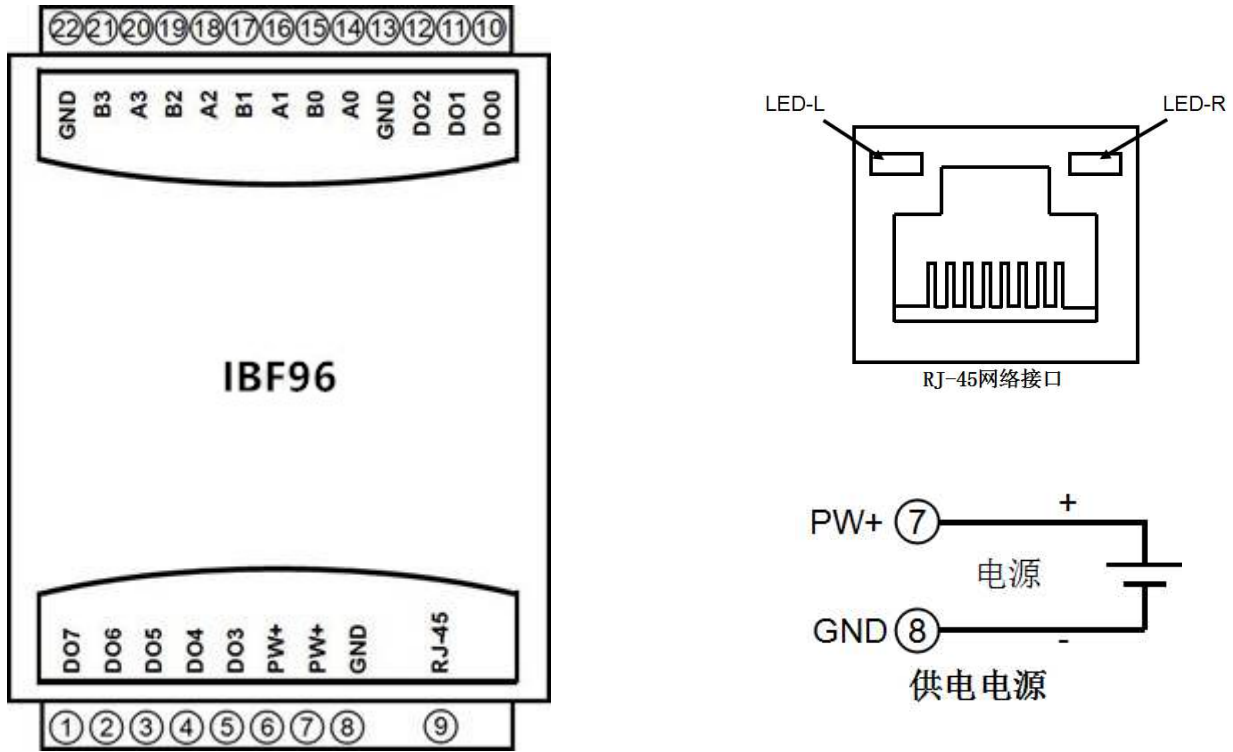 22 21 20 19 18 17 16 15 14 13 12 11 10
GND B3 A3 B2 A2 B1 A1 B0 A0 GND DO2 DO1 DO0
IBF96
DO7 DO6 DO5 DO4 DO3 PW+ PW+ GND RJ-45
1 2 3 4 5 6 7 8 9
LED-L LED-R
RJ-45网络接口
PW+ 7 +
电源
GND 8 -
供电电源